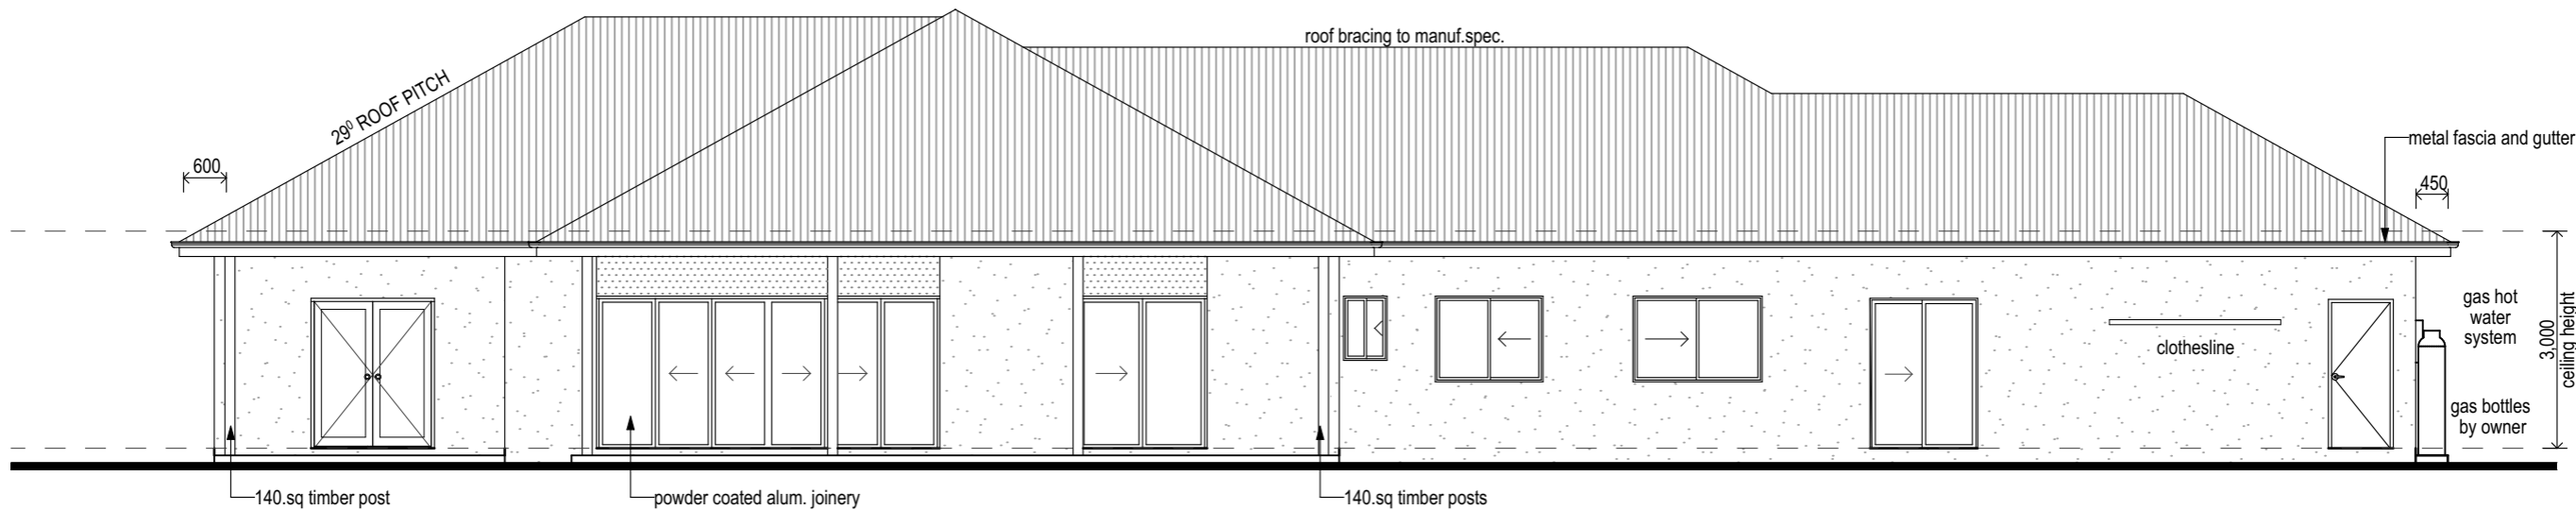 roof bracing to manuf.spec.
29⁰ ROOF PITCH
metal fascia and gutter
600
450
gas hot
water
system
3,000
ceiling height
clothesline
gas bottles
by owner
140.sq timber post
powder coated alum. joinery
140.sq timber posts